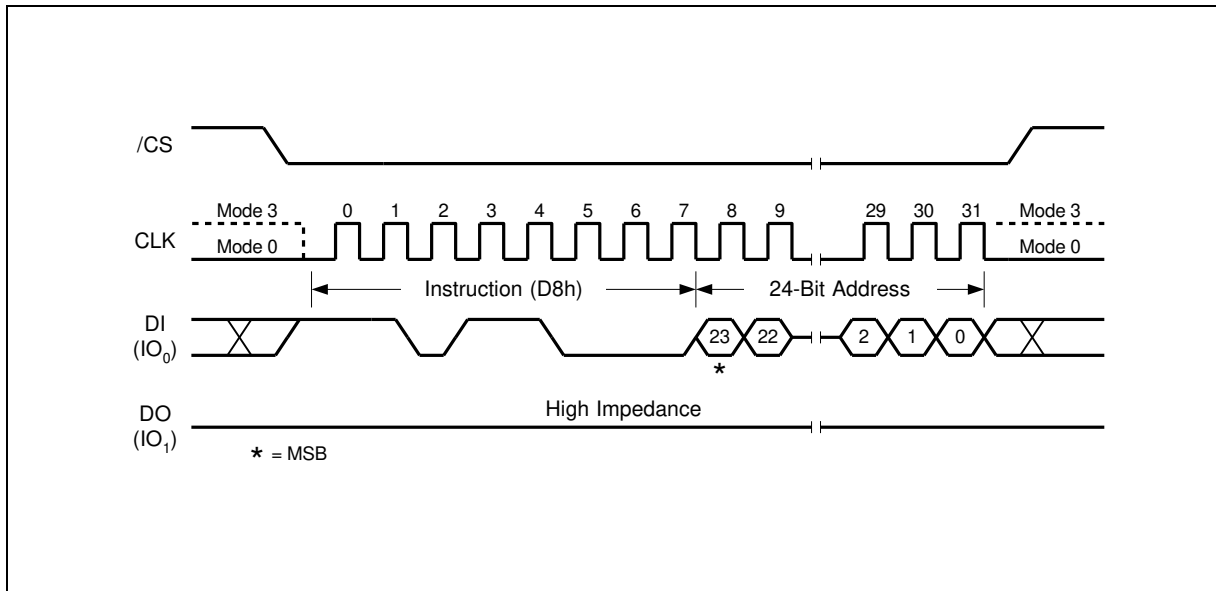 /CS
Mode 3 0 1 2 3 4 5 6 7 8 9 29 30 31 Mode 3
CLK Mode 0 Mode 0
Instruction (D8h) 24-Bit Address
DI
(IO₀) 23 22 2 1 0
*
High Impedance
DO
(IO₁)
* = MSB